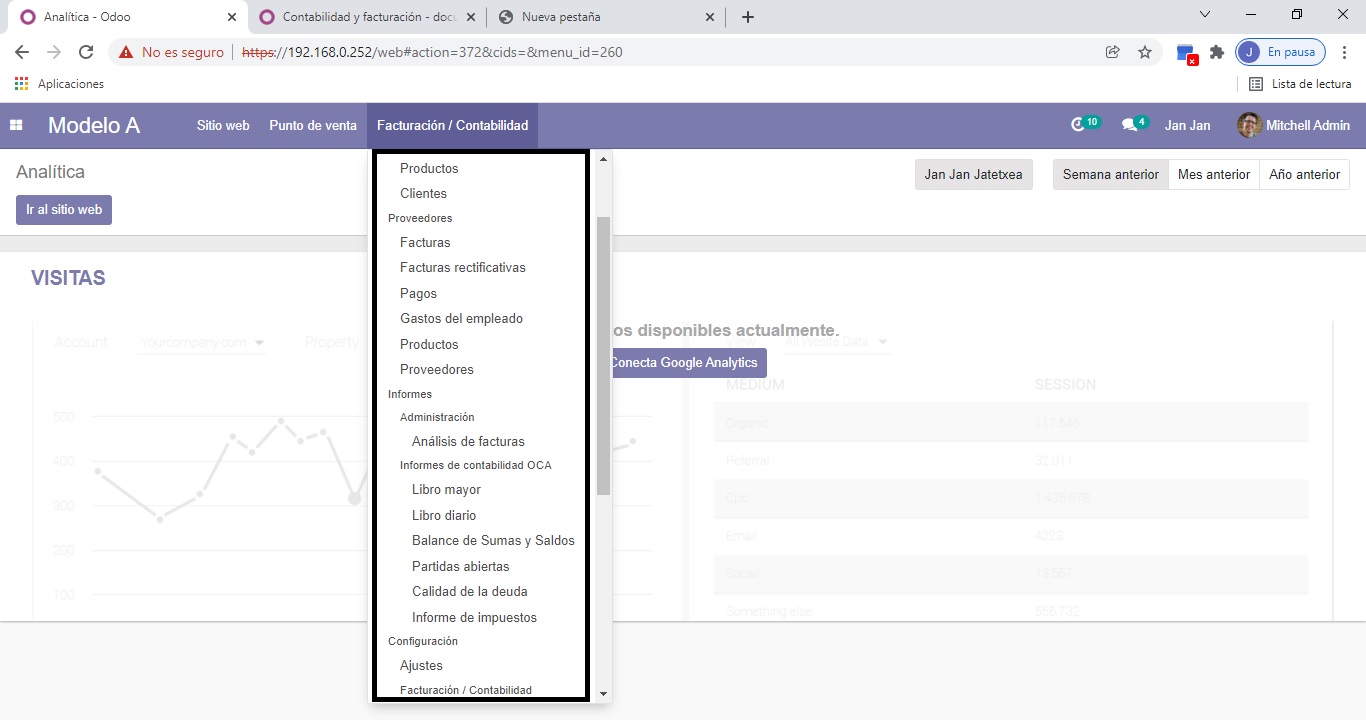 Analítica - Odoo
Contabilidad y facturación - docu
Nueva pestaña
No es seguro
https://192.168.0.252/web#action=372&cids=&menu_id=260
J
En pausa
Aplicaciones
Lista de lectura
Modelo A
Sitio web
Punto de venta
Facturación / Contabilidad
10
4
Jan Jan
Mitchell Admin
Analítica
Ir al sitio web
Jan Jan Jatetxea
Semana anterior
Mes anterior
Año anterior
Productos
Clientes
Proveedores
Facturas
Facturas rectificativas
Pagos
Gastos del empleado
Productos
Proveedores
Informes
Administración
Análisis de facturas
Informes de contabilidad OCA
Libro mayor
Libro diario
Balance de Sumas y Saldos
Partidas abiertas
Calidad de la deuda
Informe de impuestos
Configuración
Ajustes
Facturación / Contabilidad
VISITAS
os disponibles actualmente.
Conecta Google Analytics
Account
Yourcompany.com
Property
View
All Wesite Data
500
400
300
200
100
MEDIUM
SESSION
Organic
117 546
Referral
32 011
Cpc
1 435 678
Email
4223
Social
13 567
Something else
556 732